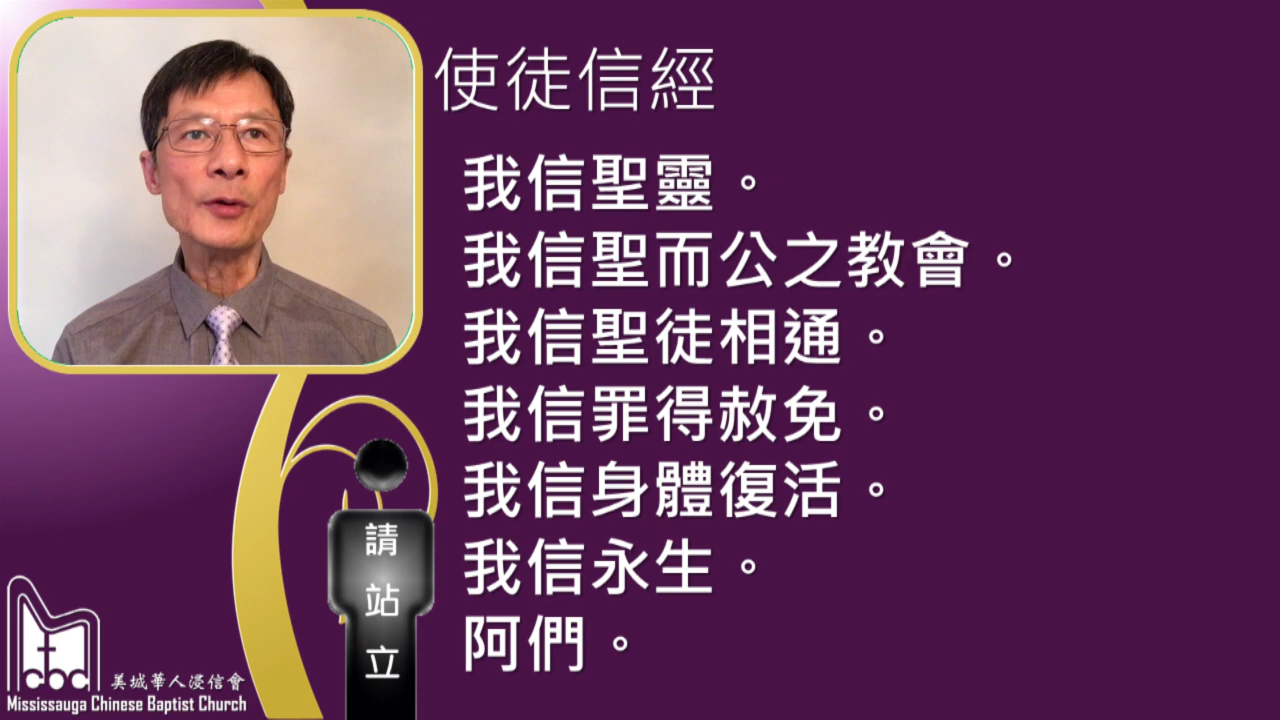 使徒信經
我信聖靈。
我信聖而公之教會。
我信聖徒相通。
我信罪得赦免。
我信身體復活。
我信永生。
阿們。
請
站
立
美城華人浸信會
Mississauga Chinese Baptist Church